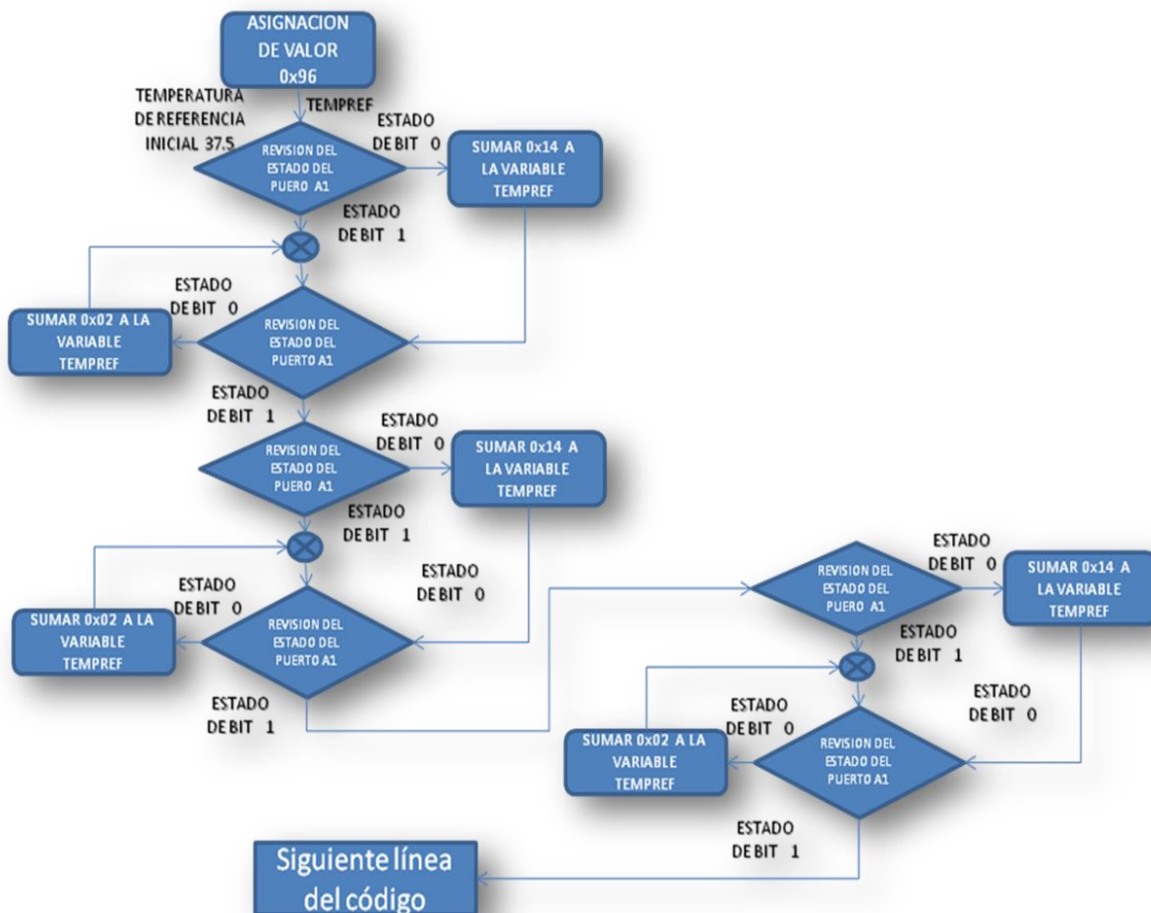 ASIGNACION
DE VALOR
0x96
TEMPERATURA
DE REFERENCIA
INICIAL 37.5
TEMPREF
REVISION DEL
ESTADO DEL
PUERO A1
ESTADO
DE BIT 0
SUMAR 0x14 A
LA VARIABLE
TEMPREF
ESTADO
DE BIT 1
ESTADO
DE BIT 0
SUMAR 0x02 A LA
VARIABLE
TEMPREF
REVISION DEL
ESTADO DEL
PUERTO A1
ESTADO
DE BIT 1
REVISION DEL
ESTADO DEL
PUERO A1
ESTADO
DE BIT 0
SUMAR 0x14 A
LA VARIABLE
TEMPREF
ESTADO
DE BIT 1
ESTADO
DE BIT 0
ESTADO
DE BIT 0
SUMAR 0x02 A LA
VARIABLE
TEMPREF
REVISION DEL
ESTADO DEL
PUERTO A1
ESTADO
DE BIT 1
REVISION DEL
ESTADO DEL
PUERO A1
ESTADO
DE BIT 0
SUMAR 0x14 A
LA VARIABLE
TEMPREF
ESTADO
DE BIT 1
ESTADO
DE BIT 0
ESTADO
DE BIT 0
SUMAR 0x02 A LA
VARIABLE
TEMPREF
REVISION DEL
ESTADO DEL
PUERTO A1
ESTADO
DE BIT 1
Siguiente línea
del código